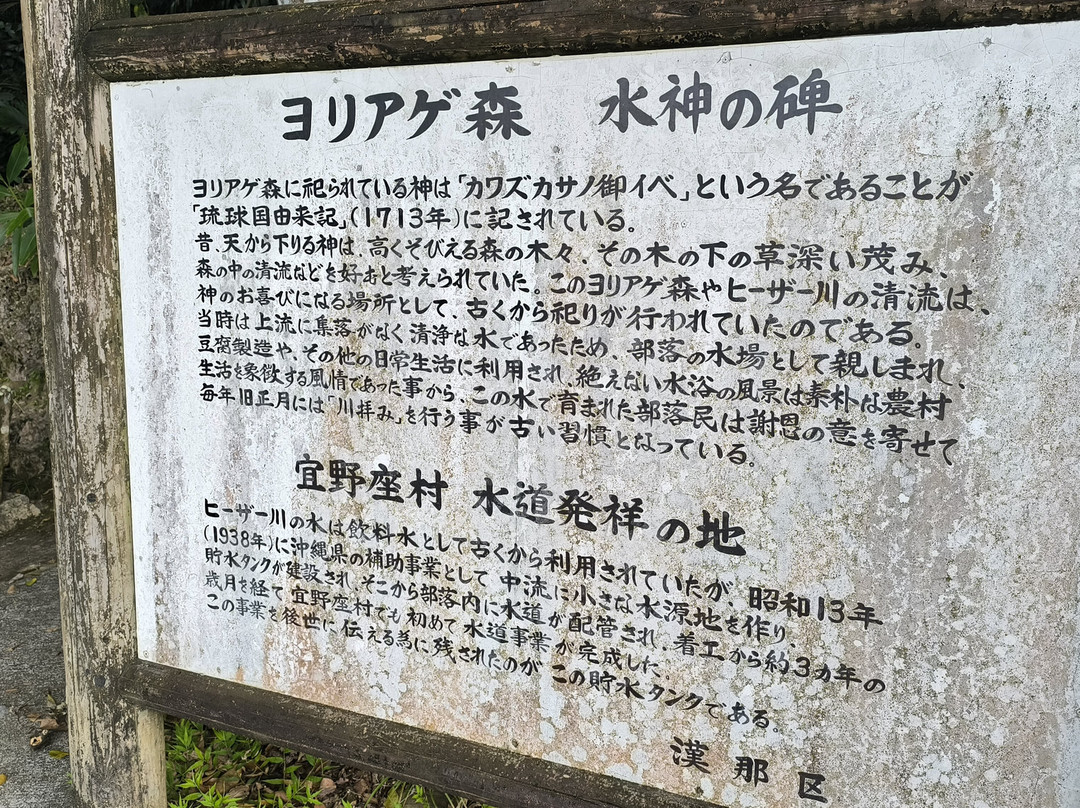 ヨリアゲ森　水神の碑
ヨリアゲ森に祀られている神は「カワズカサノ御イベ」という名であることが
「琉球国由来記」(1713年)に記されている。
昔、天から下りる神は、高くそびえる森の木々、その木の下の草深い茂み、
森の中の清流などを好むと考えられていた。このヨリアゲ森やヒーザー川の清流は、
神のお喜びになる場所として、古くから祀りが行われていたのである。
当時は上流に集落がなく清浄な水であったため、部落の水場として親しまれ、
豆腐製造や、その他の日常生活に利用され、絶えない水浴の風景は素朴な農村
生活を象徴する風情であった事から、この水で育まれた部落民は謝恩の意を寄せて
毎年旧正月には「川拝み」を行う事が古い習慣となっている。
宜野座村　水道発祥の地
ヒーザー川の水は飲料水として古くから利用されていたが、昭和13年
(1938年)に沖縄県の補助事業として中流に小さな水源地を作り、
貯水タンクが建設され、そこから部落内に水道が配管され、着工から約3カ年の
歳月を経て宜野座村でも初めて水道事業が完成した。
この事業を後世に伝える為に残されたのがこの貯水タンクである。
漢那区